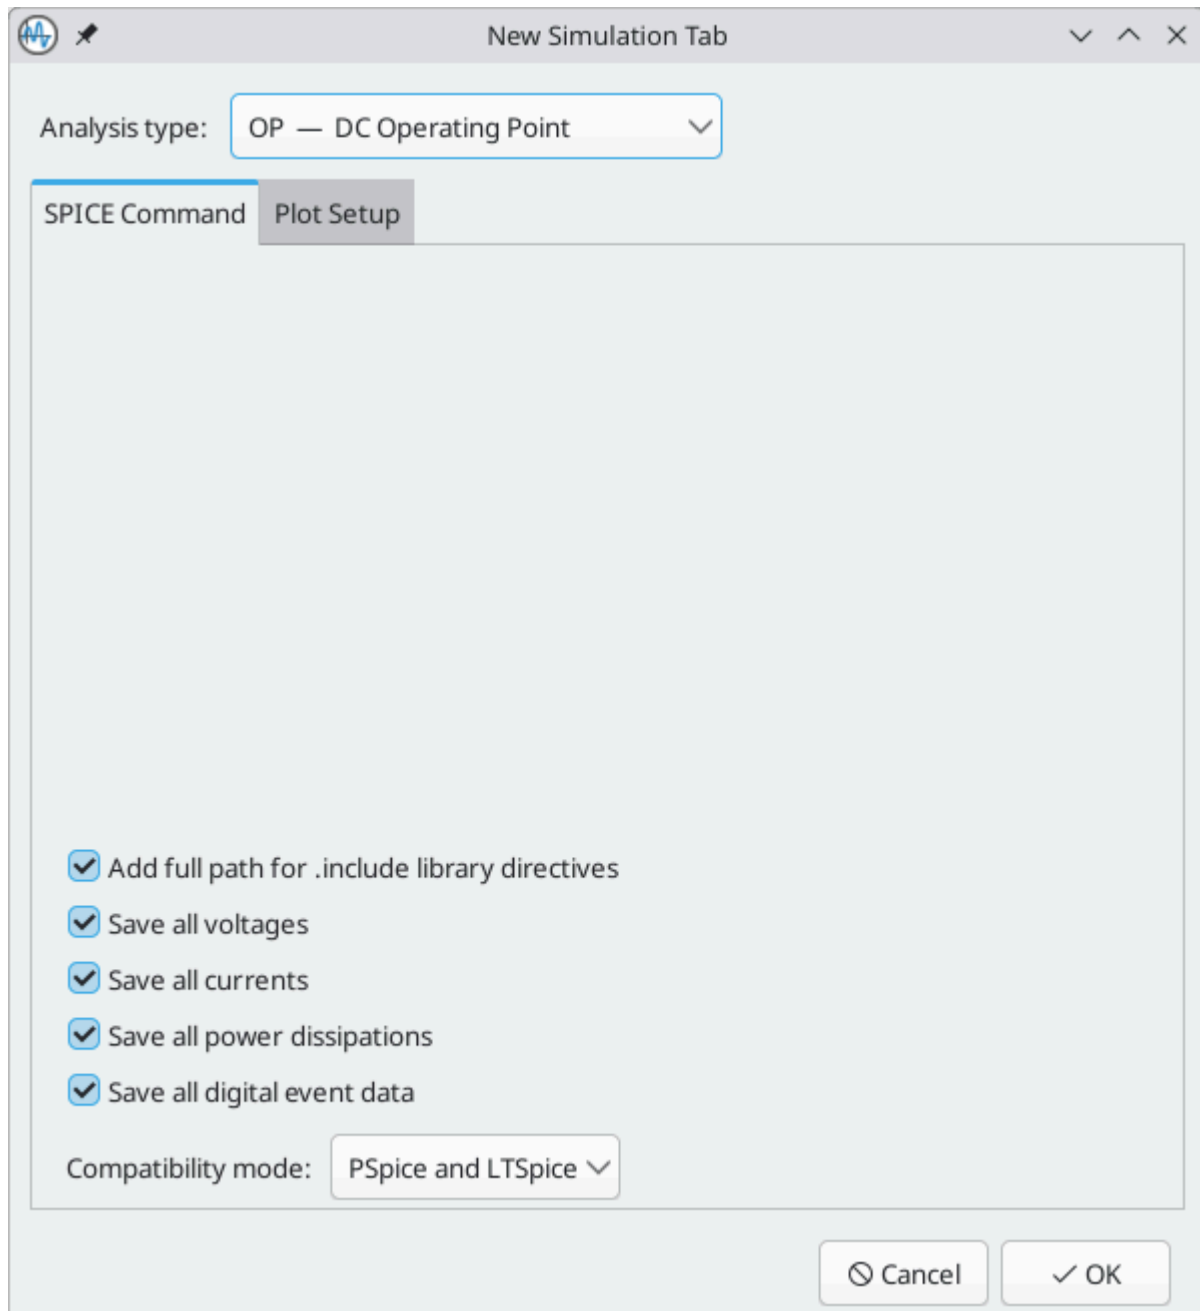 New Simulation Tab
Analysis type: OP — DC Operating Point
SPICE Command Plot Setup
Add full path for .include library directives
Save all voltages
Save all currents
Save all power dissipations
Save all digital event data
Compatibility mode: PSpice and LTSpice
Cancel OK